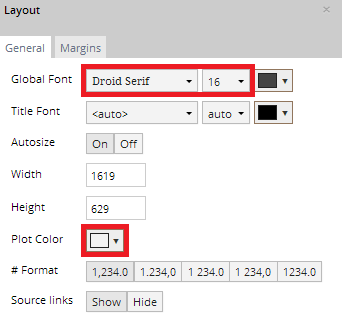 Layout ×
General Margins
Global Font Droid Serif 16
Title Font <auto> auto
Autosize On Off
Width 1619
Height 629
Plot Color
# Format 1,234.0 1.234,0 1 234.0 1 234,0 1234.0
Source links Show Hide